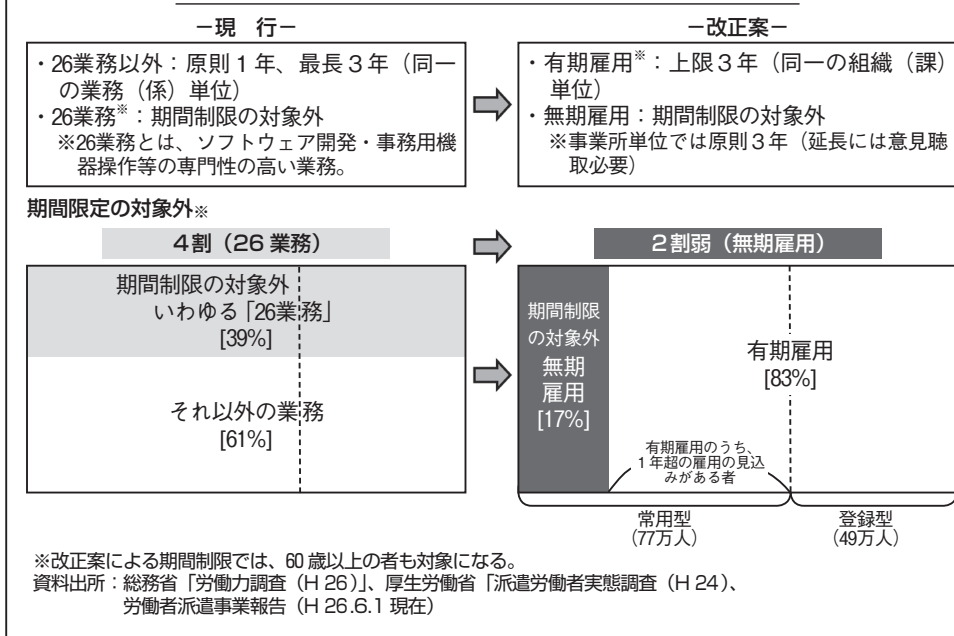 －現　行－
・26業務以外：原則１年、最長３年（同一
の業務（係）単位）
・26業務※：期間制限の対象外
※26業務とは、ソフトウェア開発・事務用機
器操作等の専門性の高い業務。
－改正案－
・有期雇用※：上限３年（同一の組織（課）
単位）
・無期雇用：期間制限の対象外
※事業所単位では原則３年（延長には意見聴
取必要）
期間限定の対象外※
４割（26 業務）
２割弱（無期雇用）
期間制限の対象外
いわゆる「26業務」
[39%]
それ以外の業務
[61%]
期間制限
の対象外
無期
雇用
[17%]
有期雇用
[83%]
有期雇用のうち、
１年超の雇用の見込
みがある者
常用型
（77万人）
登録型
（49万人）
※改正案による期間制限では、60 歳以上の者も対象になる。
資料出所：総務省「労働力調査（H 26）」、厚生労働省「派遣労働者実態調査（H 24）、
労働者派遣事業報告（H 26.6.1 現在）